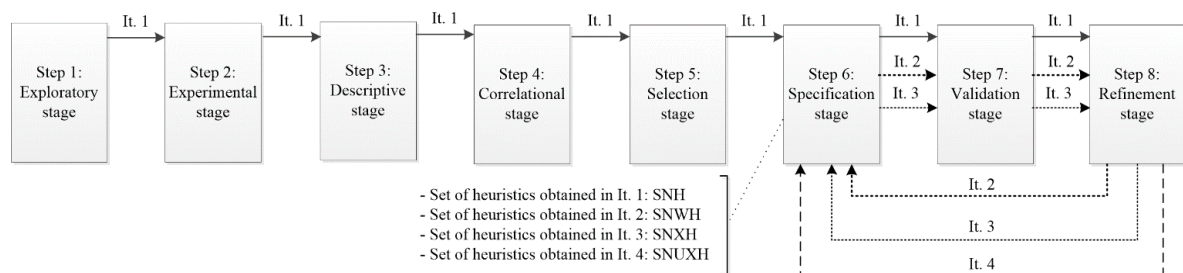 It. 1
It. 1
It. 1
It. 1
It. 1
It. 1
It. 1
Step 1:
Exploratory
stage
Step 2:
Experimental
stage
Step 3:
Descriptive
stage
Step 4:
Correlational
stage
Step 5:
Selection
stage
Step 6:
Specification
stage
It. 2
It. 3
Step 7:
Validation
stage
It. 2
It. 3
Step 8:
Refinement
stage
- Set of heuristics obtained in It. 1: SNH
- Set of heuristics obtained in It. 2: SNWH
- Set of heuristics obtained in It. 3: SNXH
- Set of heuristics obtained in It. 4: SNUXH
It. 2
It. 3
It. 4